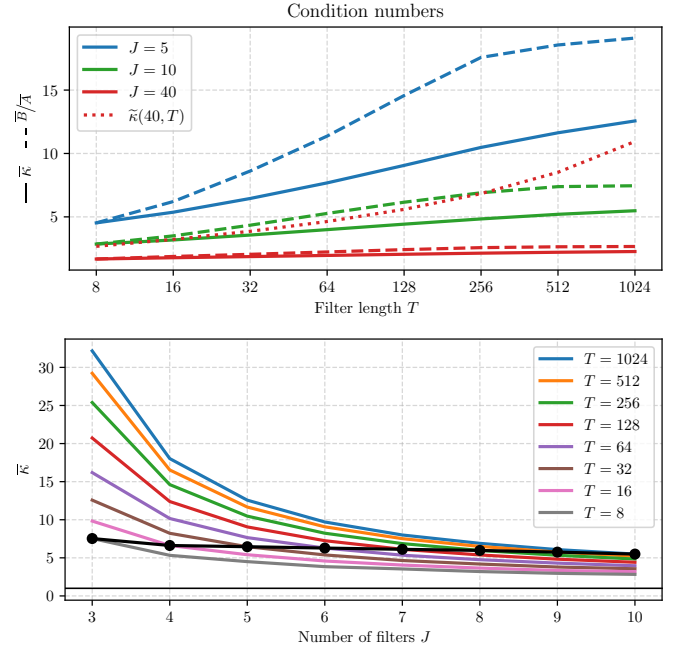 Condition numbers
15
10
5
κ̅ B̅/A̅
J = 5
J = 10
J = 40
κ̃(40, T)
8 16 32 64 128 256 512 1024
Filter length T
30
25
20
15
10
5
0
κ̅
T = 1024
T = 512
T = 256
T = 128
T = 64
T = 32
T = 16
T = 8
3 4 5 6 7 8 9 10
Number of filters J